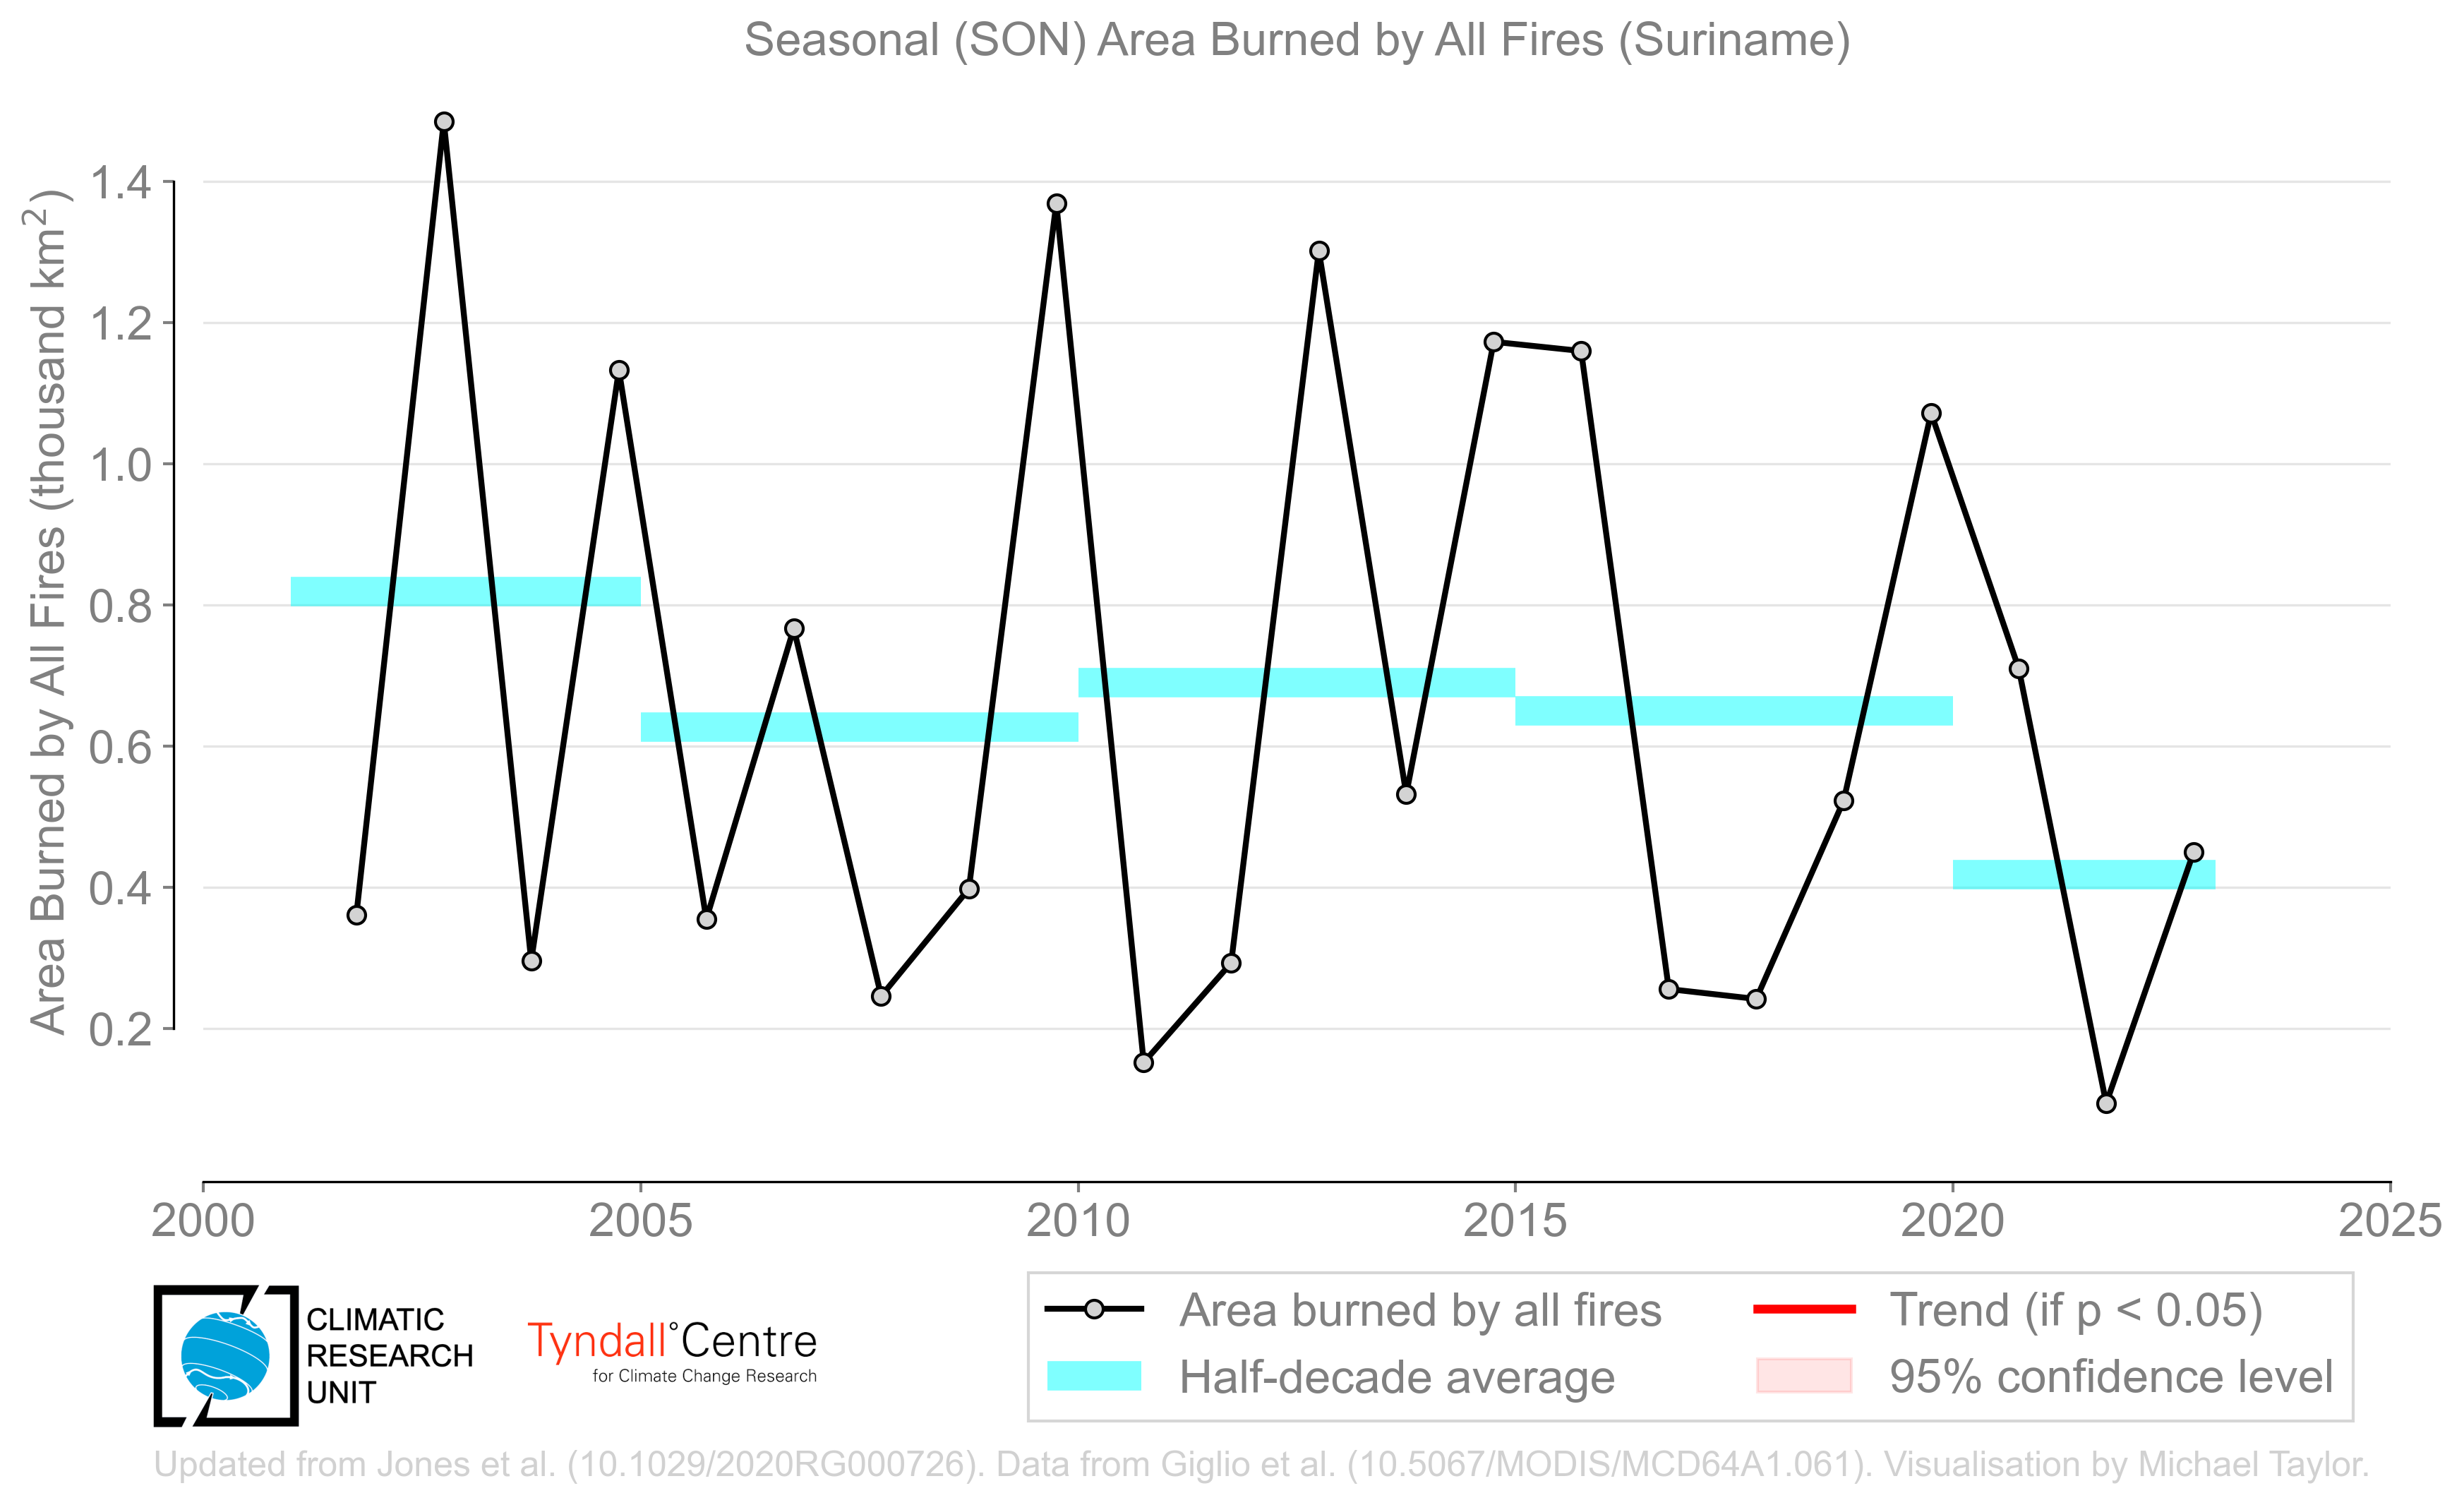 Seasonal (SON) Area Burned by All Fires (Suriname)
Area Burned by All Fires (thousand km²)
1.4
1.2
1.0
0.8
0.6
0.4
0.2
2000 2005 2010 2015 2020 2025
CLIMATIC
RESEARCH
UNIT
Tyndall°Centre
for Climate Change Research
Area burned by all fires
Half-decade average
Trend (if p < 0.05)
95% confidence level
Updated from Jones et al. (10.1029/2020RG000726). Data from Giglio et al. (10.5067/MODIS/MCD64A1.061). Visualisation by Michael Taylor.